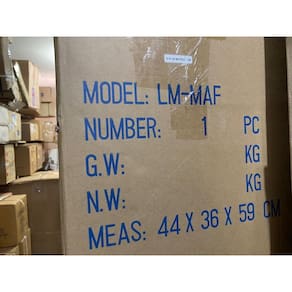 MODEL: LM-MAF
NUMBER: 1 PC
G.W: KG
N.W: KG
MEAS: 44 X 36 X 59 CM